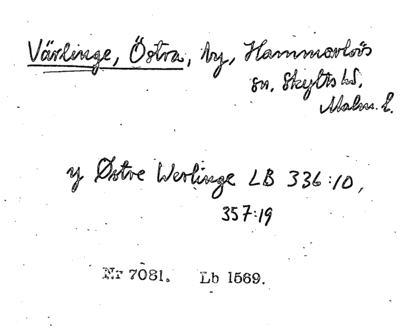 Värlinge, Östra, by, Hammarlövs
sn, Skytts hd,
Malm. l.
y Østre Werlinge LB 336:10,
357:19
Nr 7081. Lb 1569.